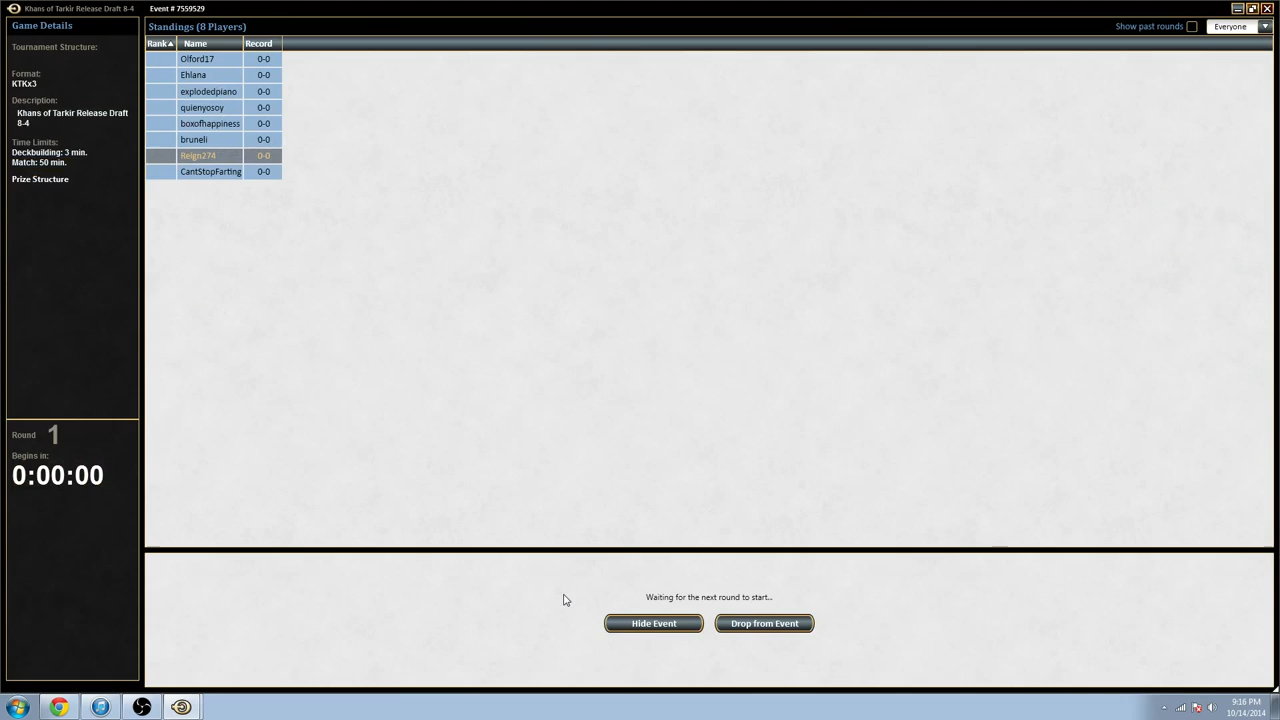 Khans of Tarkir Release Draft 8-4
Event # 7559529
Game Details
Tournament Structure:
Format:
KTKx3
Description:
Khans of Tarkir Release Draft
8-4
Time Limits:
Deckbuilding: 3 min.
Match: 50 min.
Prize Structure
Round 1
Begins in:
0:00:00
Standings (8 Players)
Show past rounds
Everyone
Rank Name Record
Olford17 0-0
Ehlana 0-0
explodedpiano 0-0
quienyosoy 0-0
boxofhappiness 0-0
bruneli 0-0
Reign274 0-0
CantStopFarting 0-0
Waiting for the next round to start...
Hide Event
Drop from Event
9:16 PM
10/14/2014